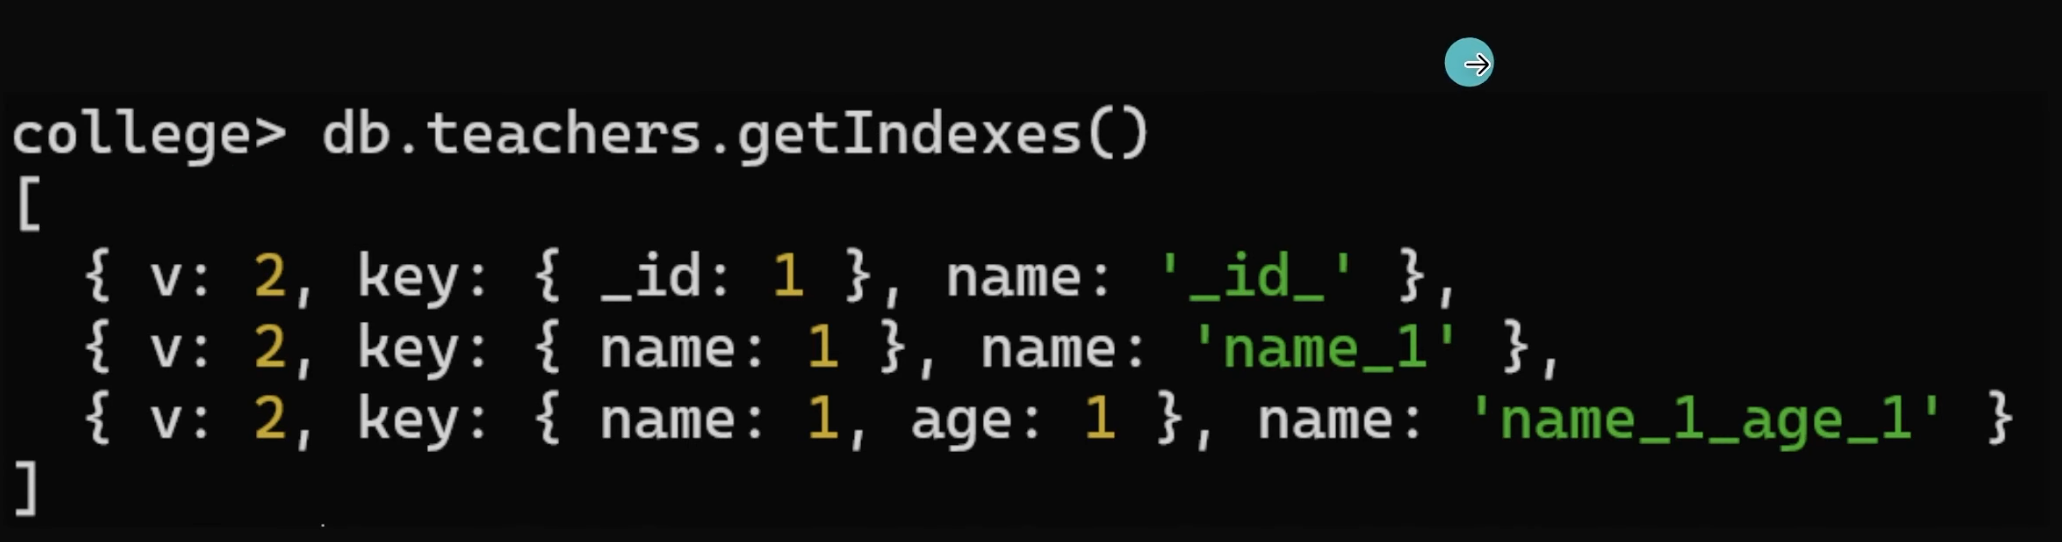 college> db.teachers.getIndexes()
[
  { v: 2, key: { _id: 1 }, name: '_id_' },
  { v: 2, key: { name: 1 }, name: 'name_1' },
  { v: 2, key: { name: 1, age: 1 }, name: 'name_1_age_1' }
]